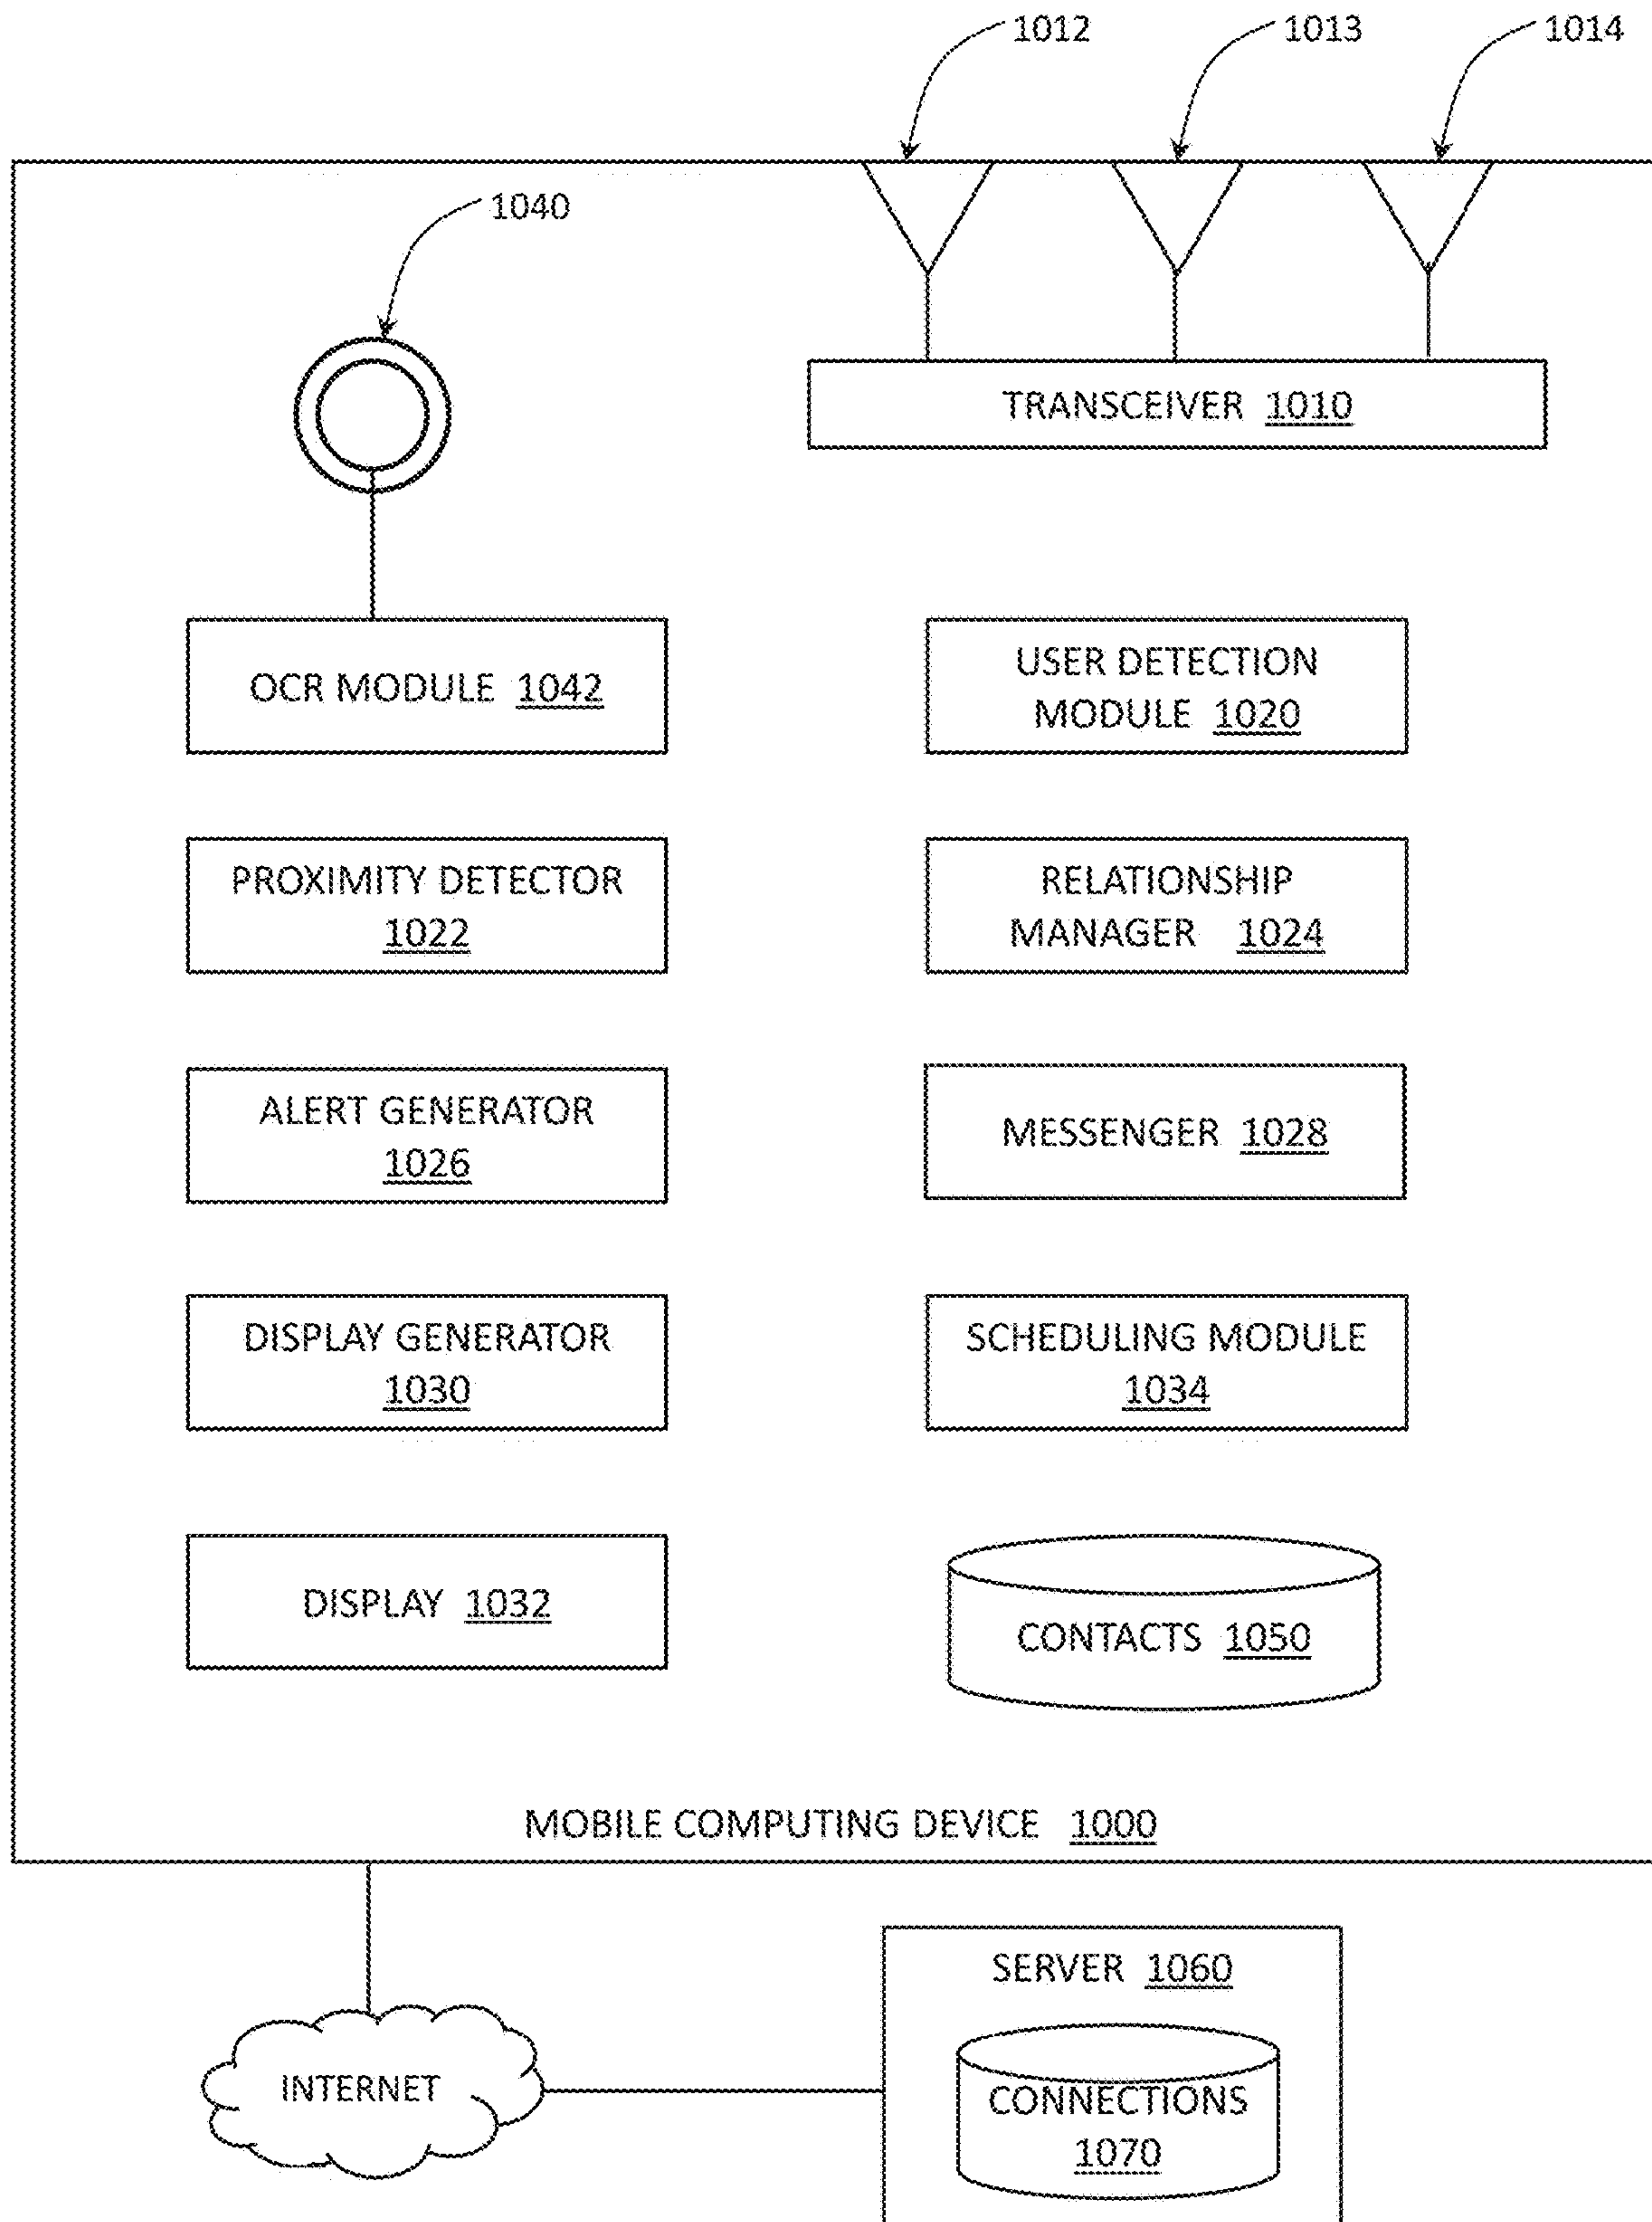 1012
1013
1014
1040
TRANSCEIVER 1010
OCR MODULE 1042
USER DETECTION
MODULE 1020
PROXIMITY DETECTOR
1022
RELATIONSHIP
MANAGER 1024
ALERT GENERATOR
1026
MESSENGER 1028
DISPLAY GENERATOR
1030
SCHEDULING MODULE
1034
DISPLAY 1032
CONTACTS 1050
MOBILE COMPUTING DEVICE 1000
SERVER 1060
INTERNET
CONNECTIONS
1070